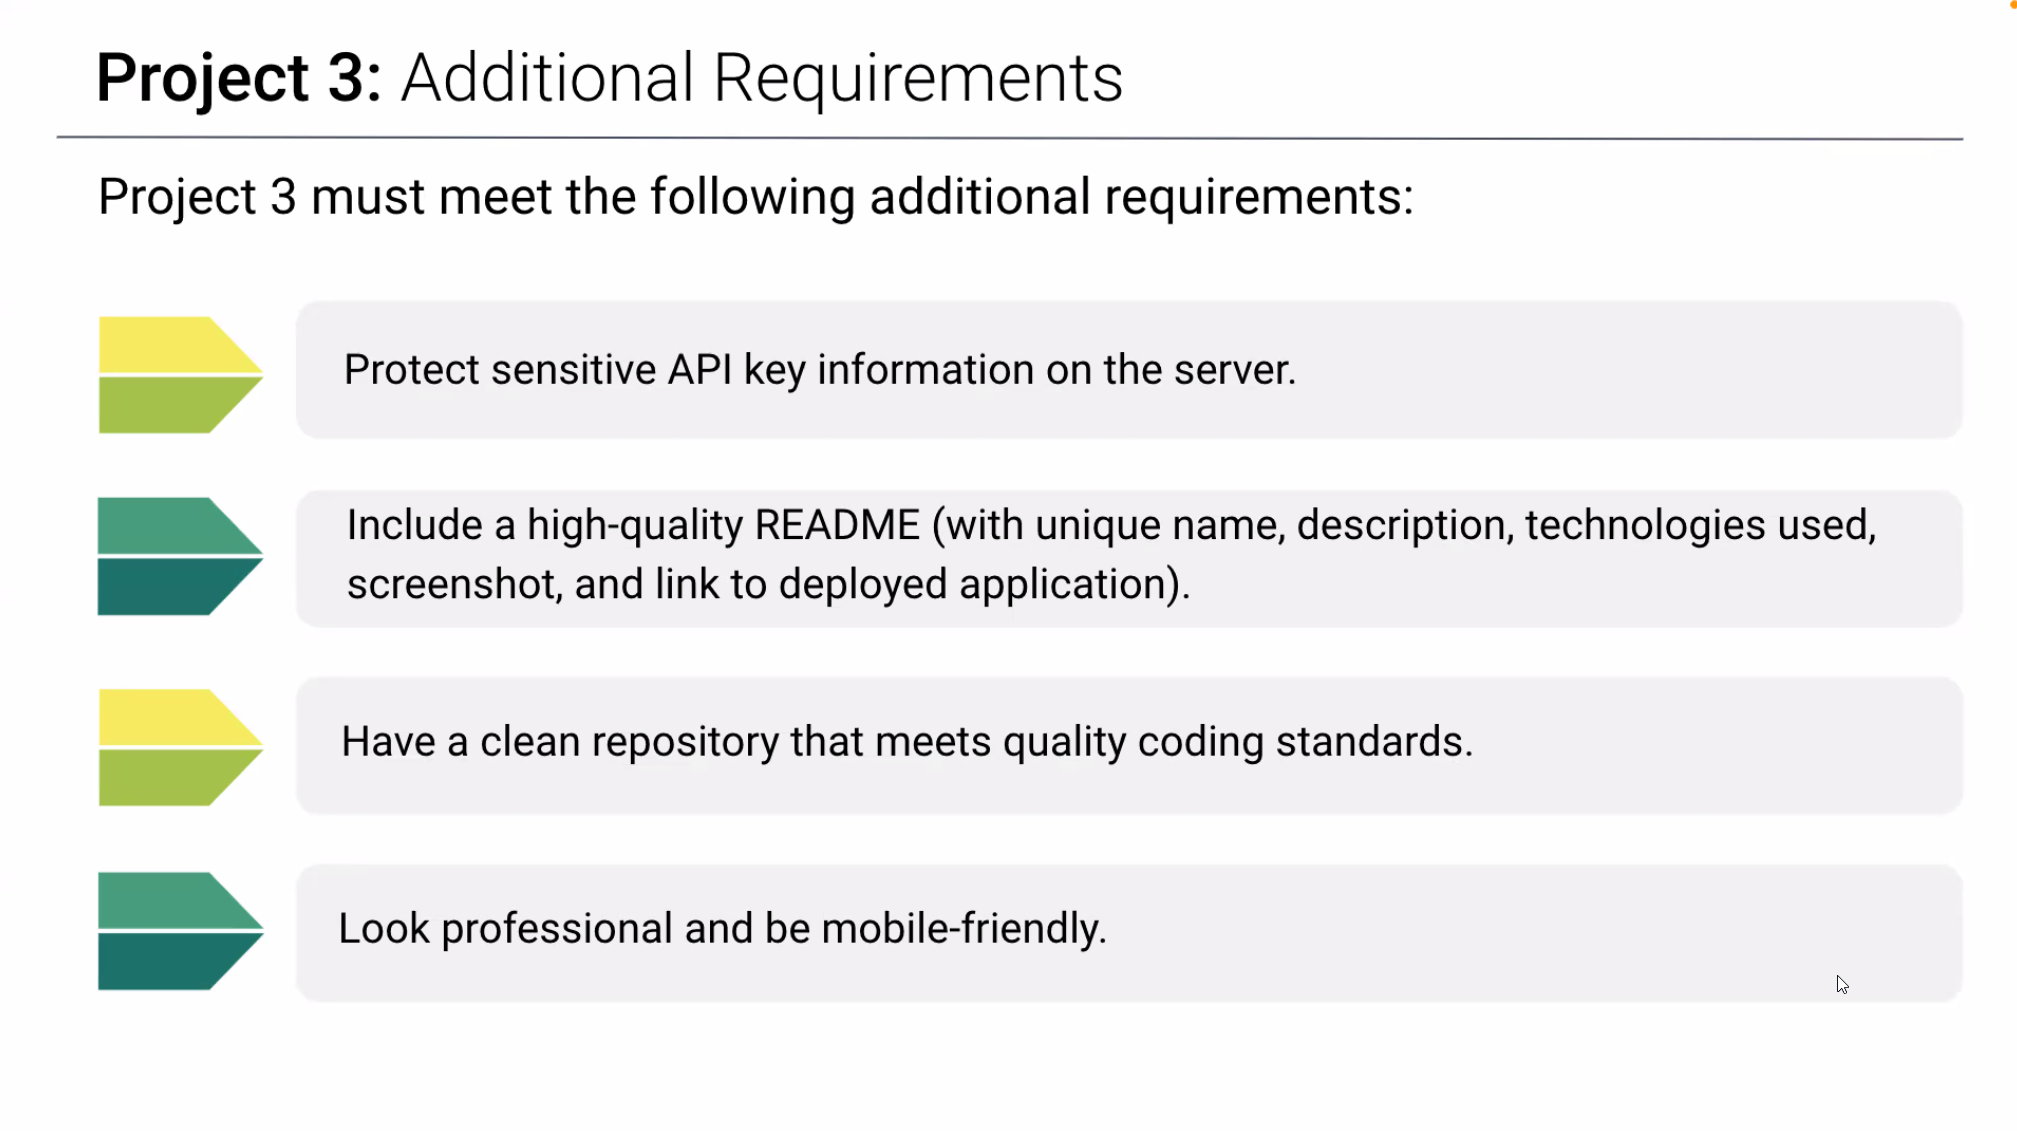 Project 3: Additional Requirements
Project 3 must meet the following additional requirements:
Protect sensitive API key information on the server.
Include a high-quality README (with unique name, description, technologies used,
screenshot, and link to deployed application).
Have a clean repository that meets quality coding standards.
Look professional and be mobile-friendly.